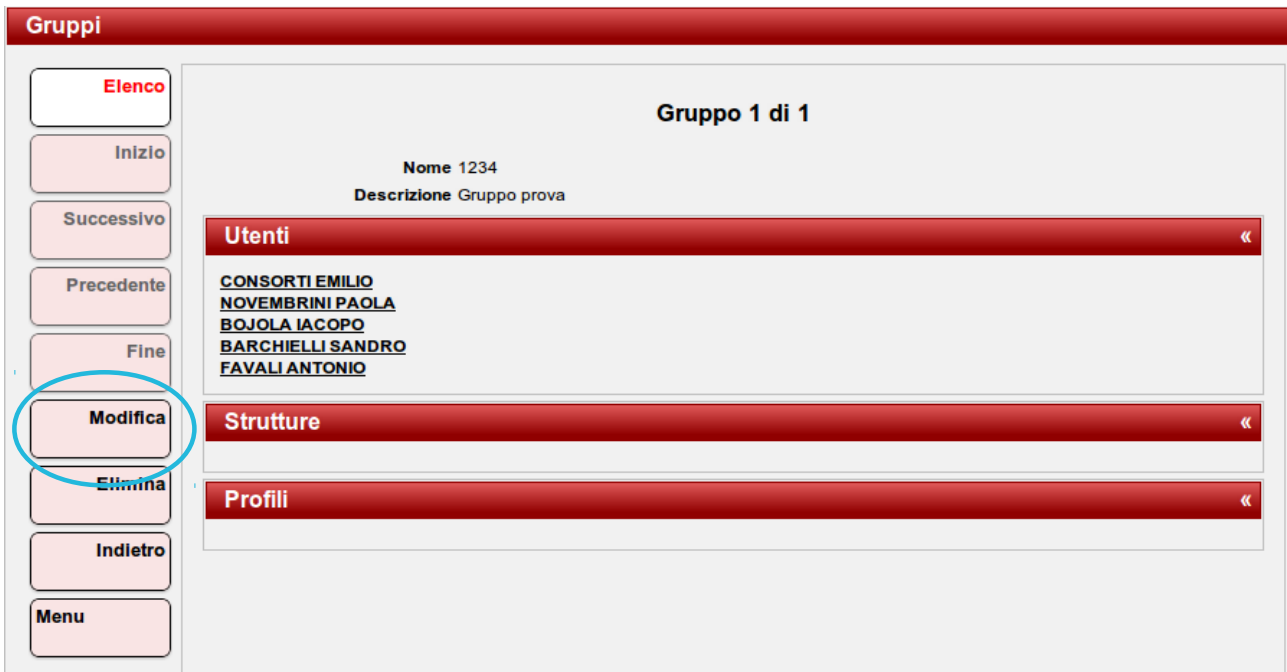 Gruppi
Elenco
Inizio
Successivo
Precedente
Fine
Modifica
Elimina
Indietro
Menu
Gruppo 1 di 1
Nome 1234
Descrizione Gruppo prova
Utenti «
CONSORTI EMILIO
NOVEMBRINI PAOLA
BOJOLA IACOPO
BARCHIELLI SANDRO
FAVALI ANTONIO
Strutture «
Profili «